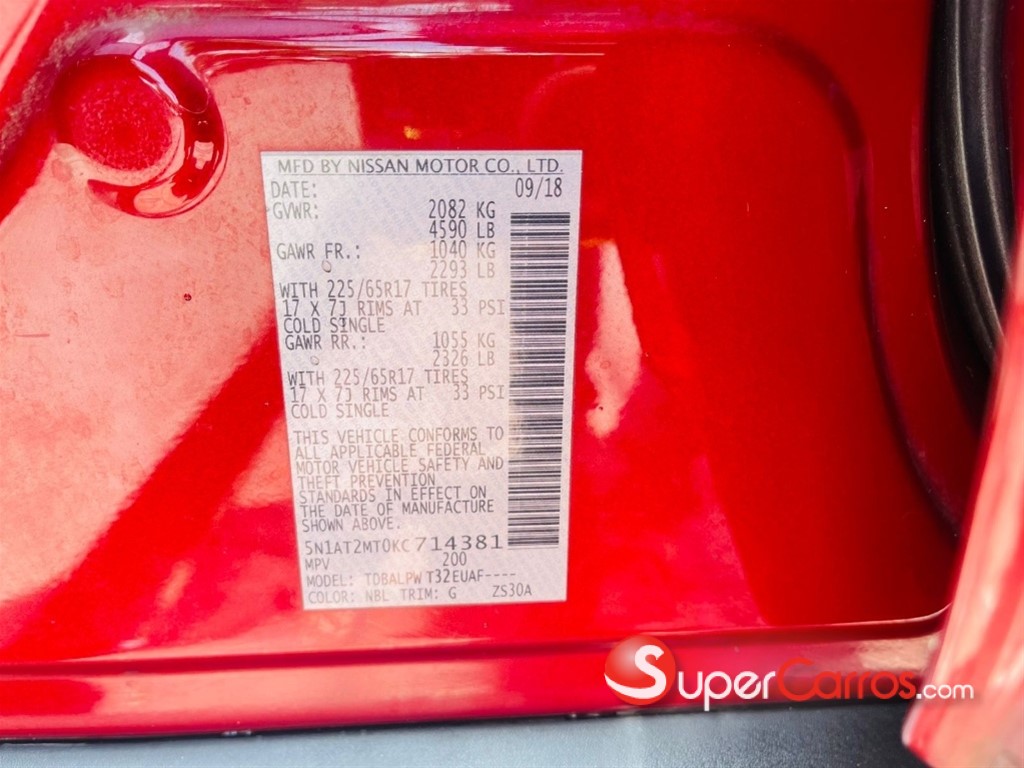 MFD BY NISSAN MOTOR CO., LTD.
DATE: 09/18
GVWR: 2082 KG
4590 LB
GAWR FR.: 1040 KG
2293 LB
WITH 225/65R17 TIRES
17 X 7J RIMS AT 33 PSI
COLD SINGLE
GAWR RR.: 1055 KG
2326 LB
WITH 225/65R17 TIRES
17 X 7J RIMS AT 33 PSI
COLD SINGLE
THIS VEHICLE CONFORMS TO
ALL APPLICABLE FEDERAL
MOTOR VEHICLE SAFETY AND
THEFT PREVENTION
STANDARDS IN EFFECT ON
THE DATE OF MANUFACTURE
SHOWN ABOVE.
5N1AT2MT0KC714381
MPV 200
MODEL: TDBALPW T32EUAF----
COLOR: NBL TRIM: G ZS30A
S SuperCarros.com